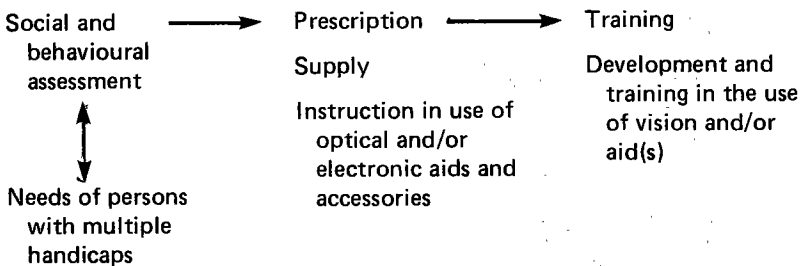 Social and
behavioural
assessment
Needs of persons
with multiple
handicaps
Prescription
Supply
Instruction in use of
optical and/or
electronic aids and
accessories
Training
Development and
training in the use
of vision and/or
aid(s)